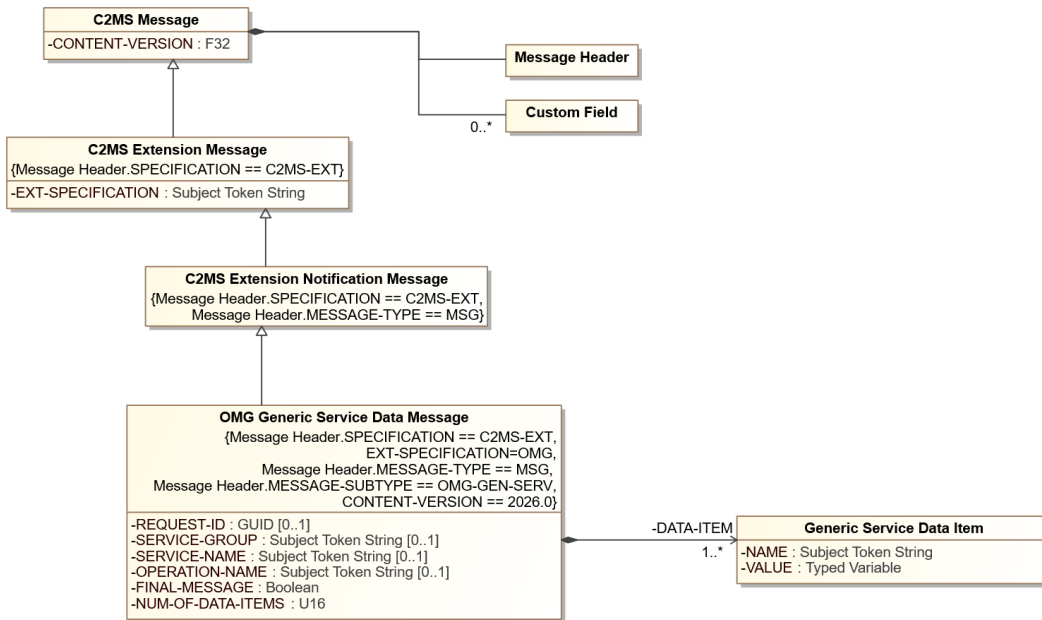 C2MS Message
-CONTENT-VERSION : F32
Message Header
Custom Field
0..*
C2MS Extension Message
{Message Header.SPECIFICATION == C2MS-EXT}
-EXT-SPECIFICATION : Subject Token String
C2MS Extension Notification Message
{Message Header.SPECIFICATION == C2MS-EXT,
Message Header.MESSAGE-TYPE == MSG}
OMG Generic Service Data Message
{Message Header.SPECIFICATION == C2MS-EXT,
EXT-SPECIFICATION=OMG,
Message Header.MESSAGE-TYPE == MSG,
Message Header.MESSAGE-SUBTYPE == OMG-GEN-SERV,
CONTENT-VERSION == 2026.0}
-REQUEST-ID : GUID [0..1]
-SERVICE-GROUP : Subject Token String [0..1]
-SERVICE-NAME : Subject Token String [0..1]
-OPERATION-NAME : Subject Token String [0..1]
-FINAL-MESSAGE : Boolean
-NUM-OF-DATA-ITEMS : U16
-DATA-ITEM
1..*
Generic Service Data Item
-NAME : Subject Token String
-VALUE : Typed Variable